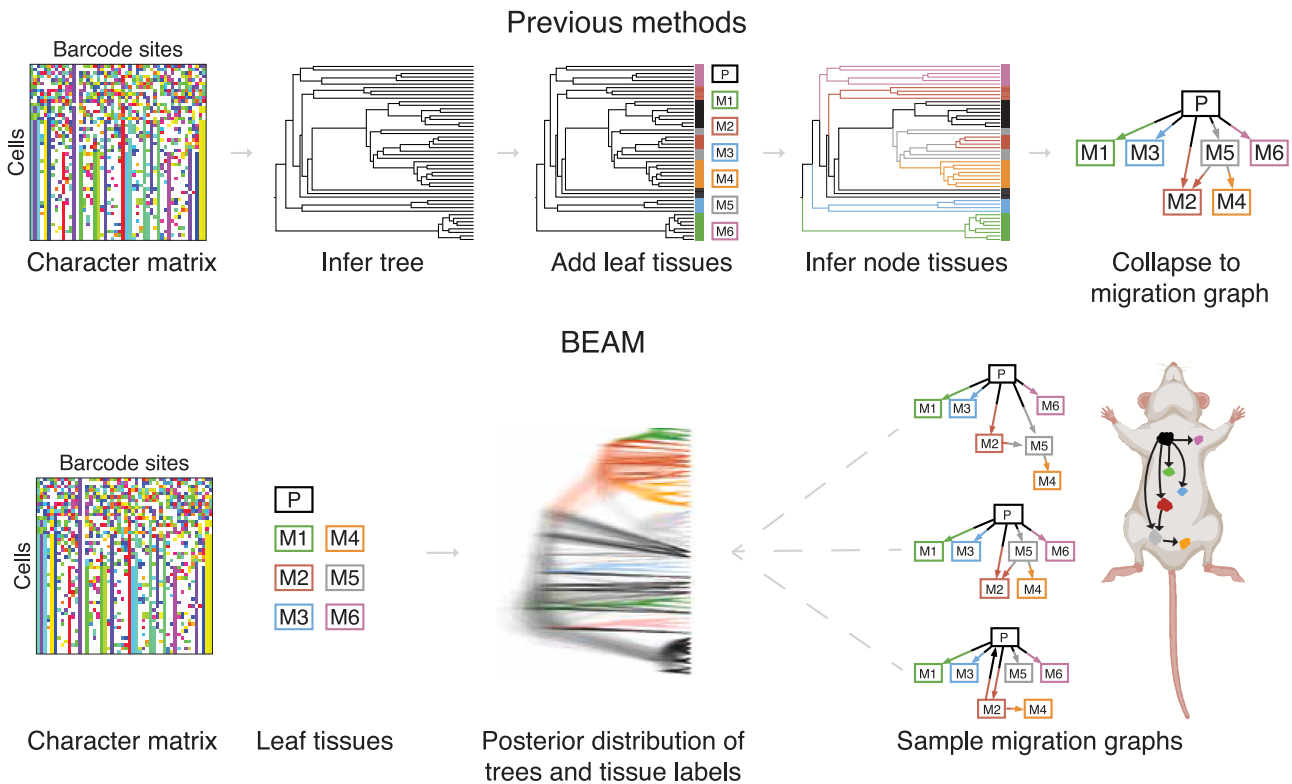 Previous methods
Barcode sites
Cells
P
M1
M2
M3
M4
M5
M6
P
M1 M3 M5 M6
M2 M4
Character matrix
Infer tree
Add leaf tissues
Infer node tissues
Collapse to
migration graph
BEAM
Barcode sites
Cells
P
M1 M4
M2 M5
M3 M6
P
M1 M3 M6
M2 M5
M4
P
M1 M3 M5 M6
M2 M4
P
M1 M3 M5 M6
M2 M4
Character matrix
Leaf tissues
Posterior distribution of
trees and tissue labels
Sample migration graphs